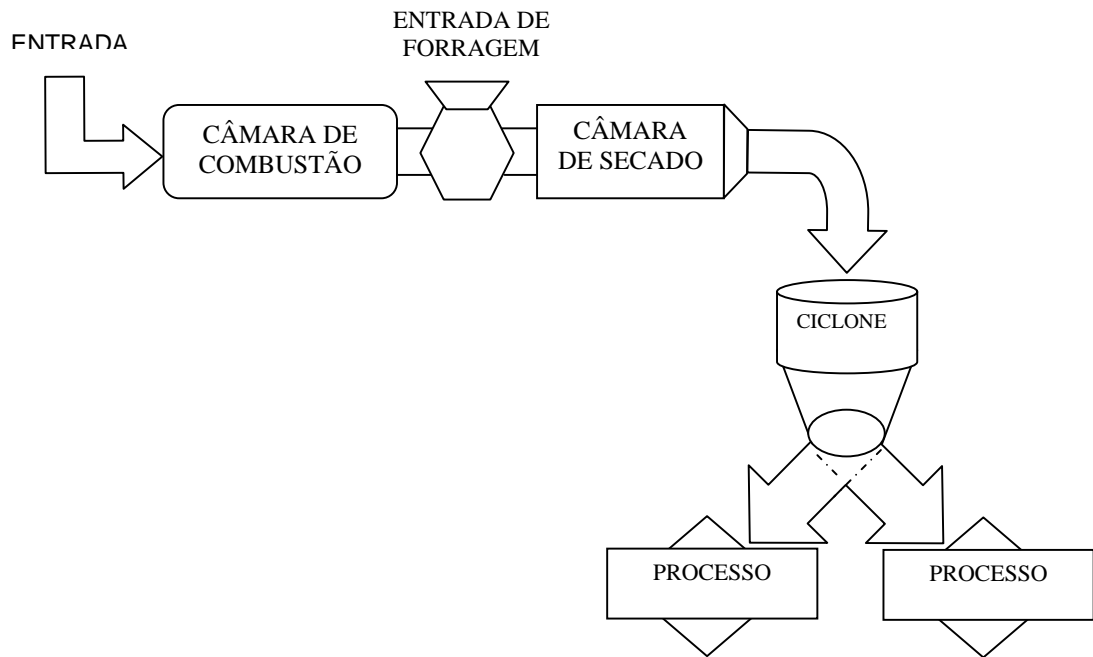 ENTRADA
ENTRADA DE
FORRAGEM
CÂMARA DE
COMBUSTÃO
CÂMARA
DE SECADO
CICLONE
PROCESSO
PROCESSO